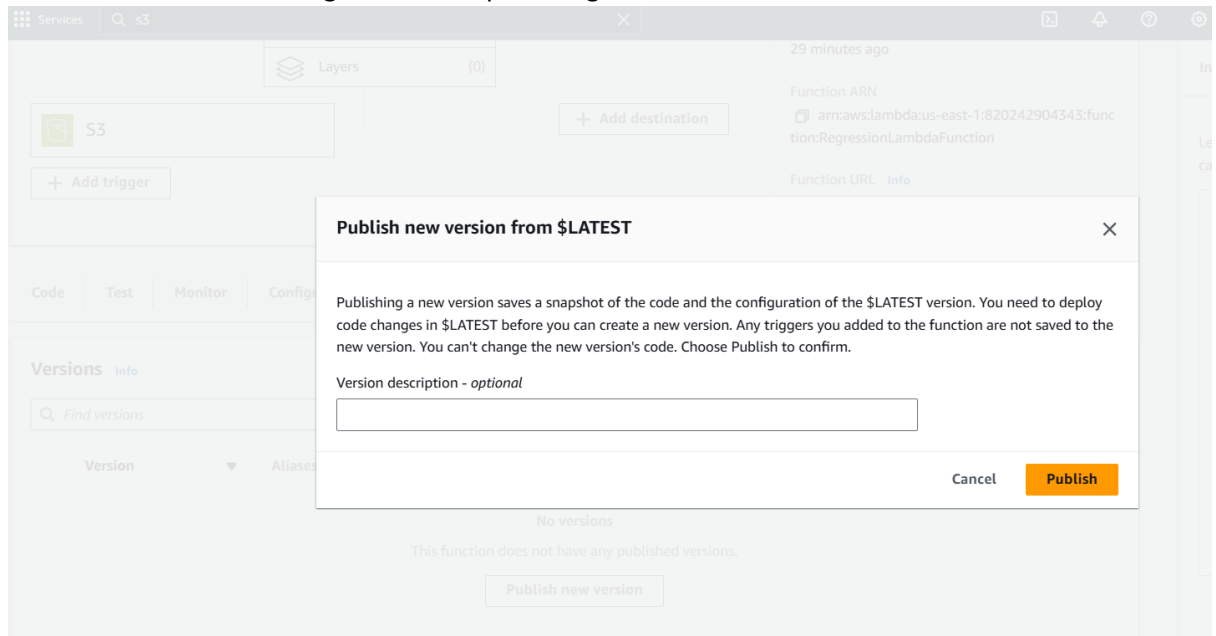 Services
s3
Layers
(0)
29 minutes ago
Function ARN
S3
+ Add destination
arn:aws:lambda:us-east-1:820242904343:func
tion:RegressionLambdaFunction
+ Add trigger
Function URL Info
Publish new version from $LATEST
Code
Test
Monitor
Publishing a new version saves a snapshot of the code and the configuration of the $LATEST version. You need to deploy
code changes in $LATEST before you can create a new version. Any triggers you added to the function are not saved to the
new version. You can't change the new version's code. Choose Publish to confirm.
Versions Info
Version description - optional
Find versions
Version
Aliases
Cancel
Publish
No versions
This function does not have any published versions.
Publish new version